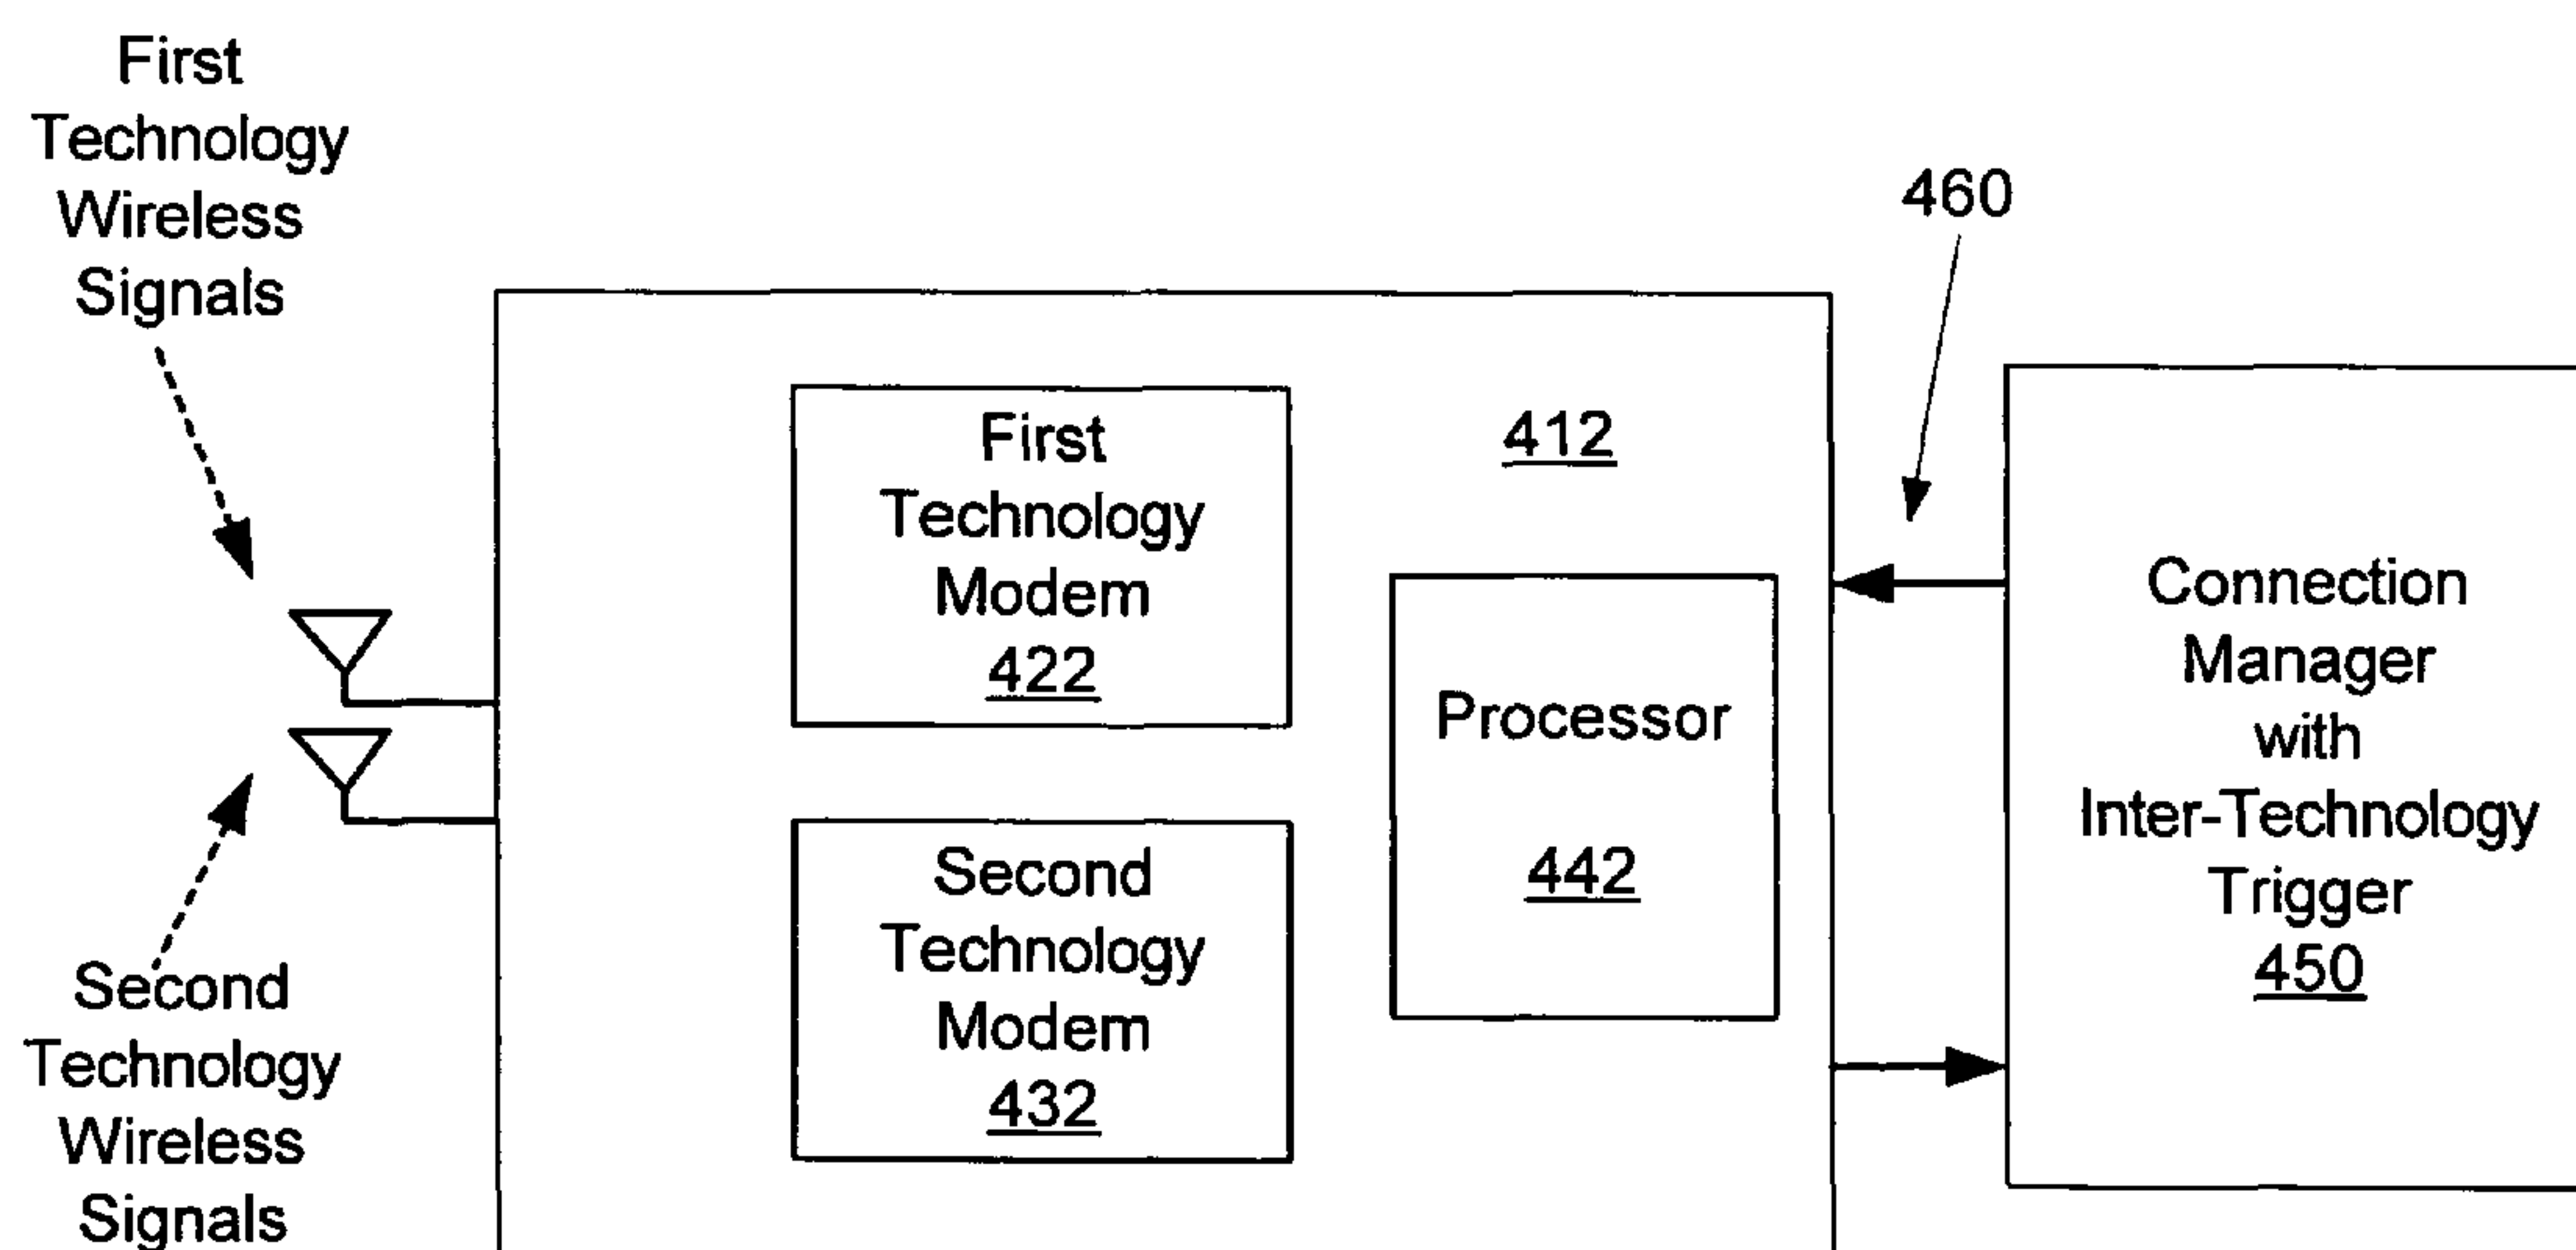 First
Technology
Wireless
Signals
460
First
Technology
Modem
422
412
Processor
442
Connection
Manager
with
Inter-Technology
Trigger
450
Second
Technology
Modem
432
Second
Technology
Wireless
Signals